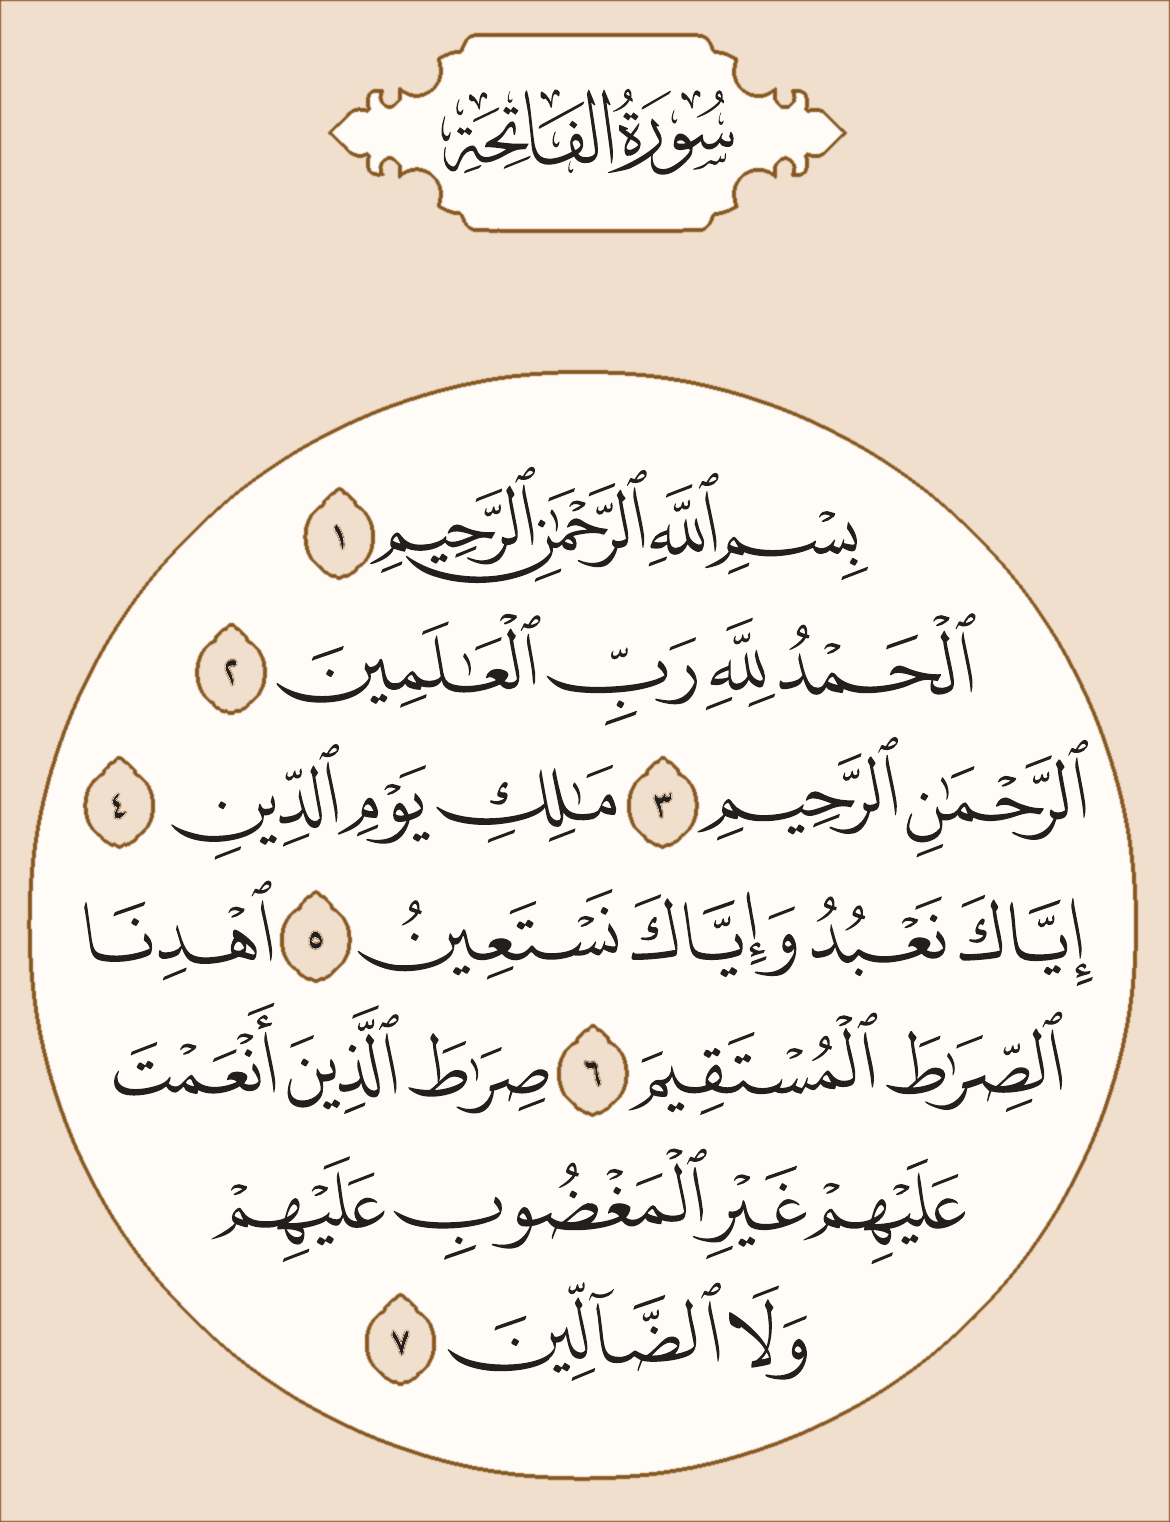 سُورَةُ الفَاتِحَةِ
بِسْمِ ٱللَّهِ ٱلرَّحْمَٰنِ ٱلرَّحِيمِ ١
ٱلْحَمْدُ لِلَّهِ رَبِّ ٱلْعَٰلَمِينَ ٢
ٱلرَّحْمَٰنِ ٱلرَّحِيمِ ٣ مَٰلِكِ يَوْمِ ٱلدِّينِ ٤
إِيَّاكَ نَعْبُدُ وَإِيَّاكَ نَسْتَعِينُ ٥ ٱهْدِنَا
ٱلصِّرَٰطَ ٱلْمُسْتَقِيمَ ٦ صِرَٰطَ ٱلَّذِينَ أَنْعَمْتَ
عَلَيْهِمْ غَيْرِ ٱلْمَغْضُوبِ عَلَيْهِمْ
وَلَا ٱلضَّآلِّينَ ٧